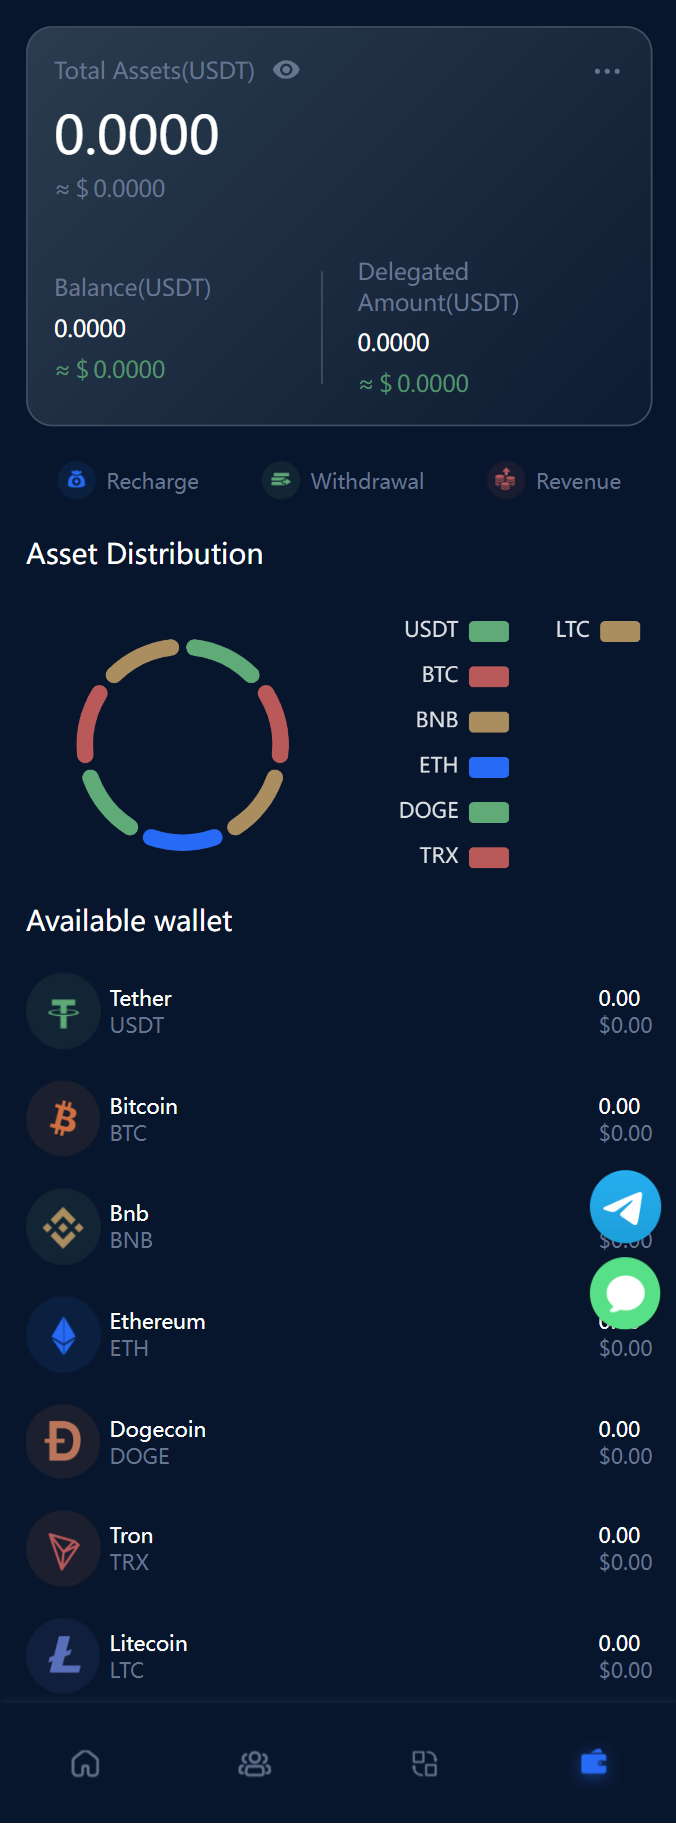 Total Assets(USDT)
0.0000
≈ $ 0.0000
Balance(USDT)
0.0000
≈ $ 0.0000
Delegated
Amount(USDT)
0.0000
≈ $ 0.0000
Recharge
Withdrawal
Revenue
Asset Distribution
USDT
LTC
BTC
BNB
ETH
DOGE
TRX
Available wallet
Tether
0.00
USDT
$0.00
Bitcoin
0.00
BTC
$0.00
Bnb
BNB
Ethereum
ETH
$0.00
Dogecoin
0.00
DOGE
$0.00
Tron
0.00
TRX
$0.00
Litecoin
0.00
LTC
$0.00